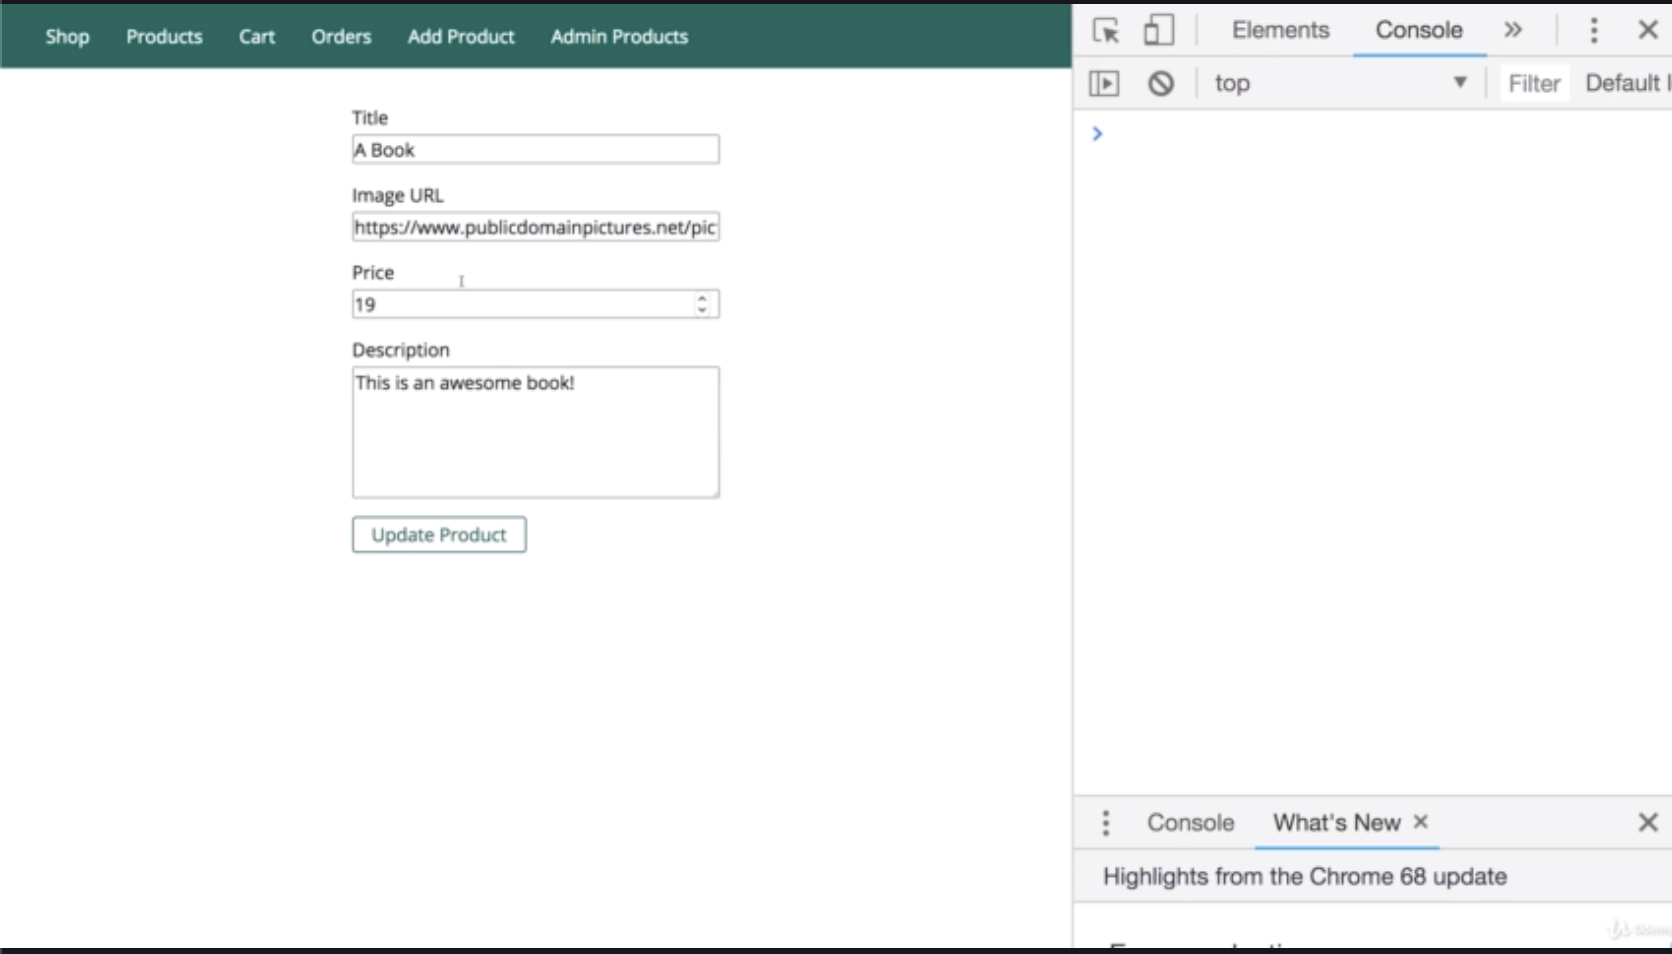 Shop Products Cart Orders Add Product Admin Products
Title
A Book
Image URL
https://www.publicdomainpictures.net/pic
Price
19
Description
This is an awesome book!
Update Product
Elements Console
top Filter Default
Console What's New
Highlights from the Chrome 68 update